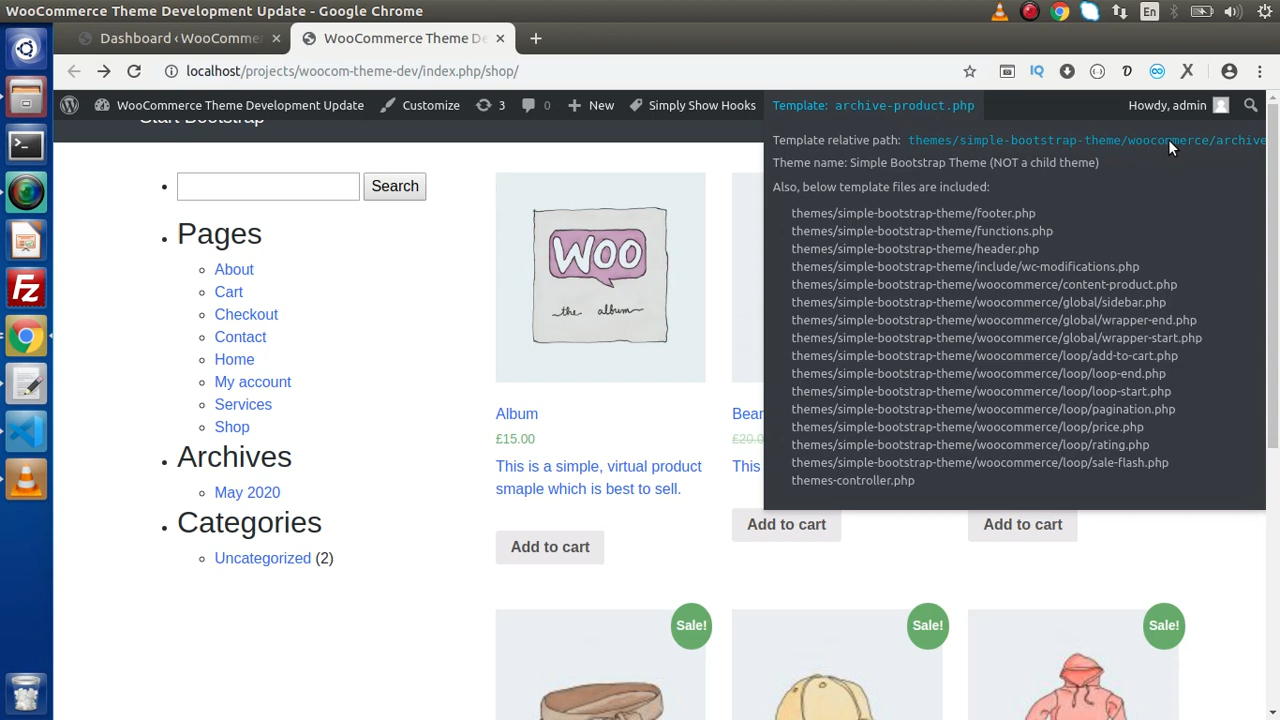 WooCommerce Theme Development Update - Google Chrome
En
Dashboard ‹ WooComme
WooCommerce Theme De
localhost/projects/woocom-theme-dev/index.php/shop/
IQ
WooCommerce Theme Development Update
Customize
3
0
New
Simply Show Hooks
Template: archive-product.php
Howdy, admin
Start Bootstrap
Template relative path: themes/simple-bootstrap-theme/woocommerce/archive
Theme name: Simple Bootstrap Theme (NOT a child theme)
Also, below template files are included:
themes/simple-bootstrap-theme/footer.php
themes/simple-bootstrap-theme/functions.php
themes/simple-bootstrap-theme/header.php
themes/simple-bootstrap-theme/include/wc-modifications.php
themes/simple-bootstrap-theme/woocommerce/content-product.php
themes/simple-bootstrap-theme/woocommerce/global/sidebar.php
themes/simple-bootstrap-theme/woocommerce/global/wrapper-end.php
themes/simple-bootstrap-theme/woocommerce/global/wrapper-start.php
themes/simple-bootstrap-theme/woocommerce/loop/add-to-cart.php
themes/simple-bootstrap-theme/woocommerce/loop/loop-end.php
themes/simple-bootstrap-theme/woocommerce/loop/loop-start.php
themes/simple-bootstrap-theme/woocommerce/loop/pagination.php
themes/simple-bootstrap-theme/woocommerce/loop/price.php
themes/simple-bootstrap-theme/woocommerce/loop/rating.php
themes/simple-bootstrap-theme/woocommerce/loop/sale-flash.php
themes-controller.php
Search
Pages
About
Cart
Checkout
Contact
Home
My account
Services
Shop
Archives
May 2020
Categories
Uncategorized (2)
WOO
the album
Album
£15.00
This is a simple, virtual product
smaple which is best to sell.
Add to cart
Bean
£20.0
This
Add to cart
Add to cart
Sale!
Sale!
Sale!
Fz